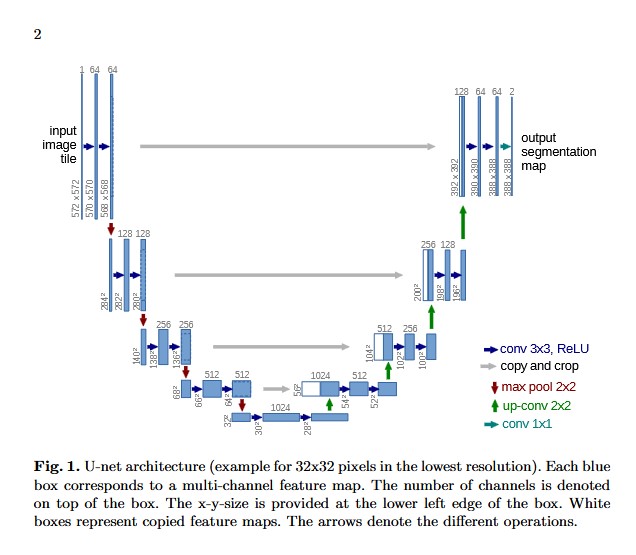 2
1 64 64
128 64 64 2
input
image
tile
output
segmentation
map
572 x 572
570 x 570
568 x 568
392 x 392
390 x 390
388 x 388
388 x 388
128 128
256 128
284²
282²
280²
200²
198²
196²
256 256
512 256
140²
138²
136²
104²
102²
100²
conv 3x3, ReLU
copy and crop
max pool 2x2
up-conv 2x2
conv 1x1
512 512
1024 512
68²
66²
64²
56²
54²
52²
1024
32²
30²
28²
Fig. 1. U-net architecture (example for 32x32 pixels in the lowest resolution). Each blue
box corresponds to a multi-channel feature map. The number of channels is denoted
on top of the box. The x-y-size is provided at the lower left edge of the box. White
boxes represent copied feature maps. The arrows denote the different operations.